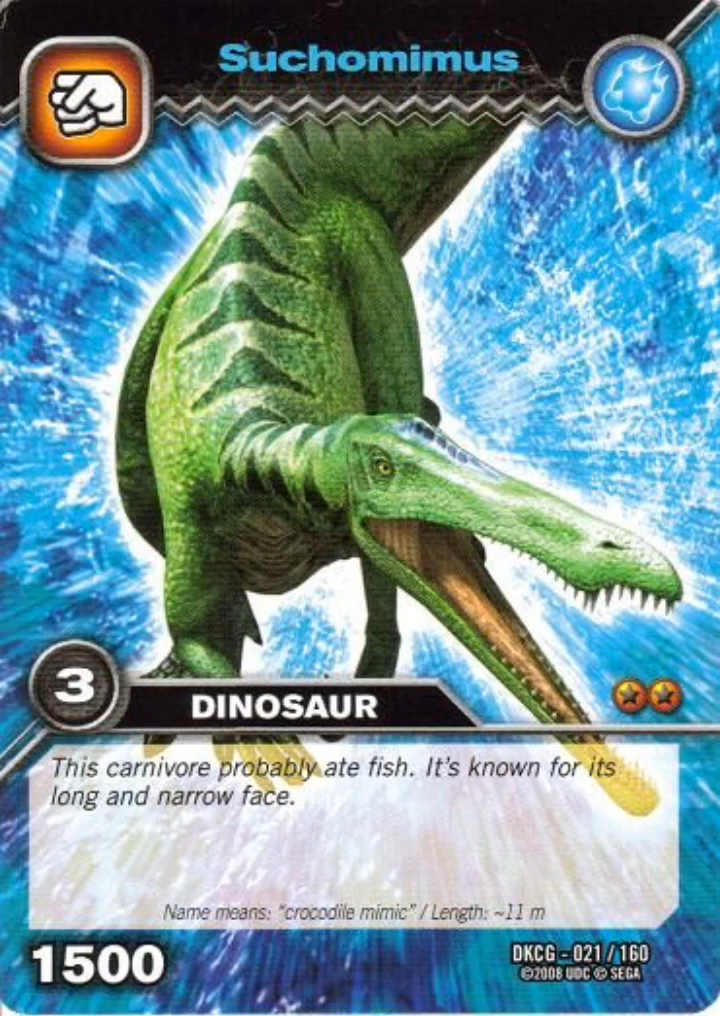 Suchomimus
3
DINOSAUR
This carnivore probably ate fish. It's known for its
long and narrow face.
Name means: "crocodile mimic" / Length: ~11 m
1500
DKCG - 021/160
©2008 UDC © SEGA